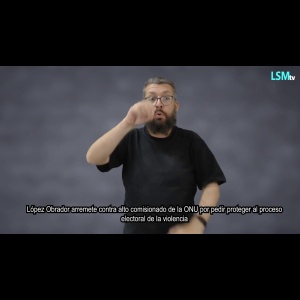 LSMtv
López Obrador arremete contra alto comisionado de la ONU por pedir proteger al proceso
electoral de la violencia